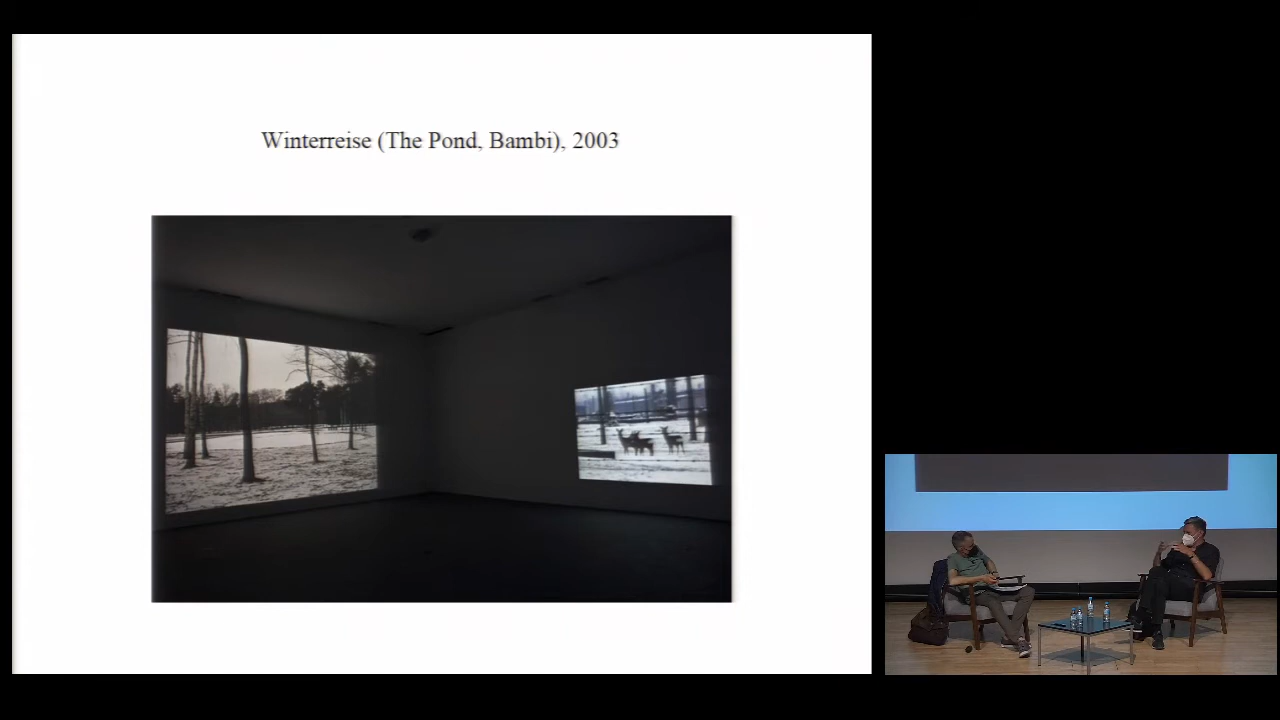 Winterreise (The Pond, Bambi), 2003